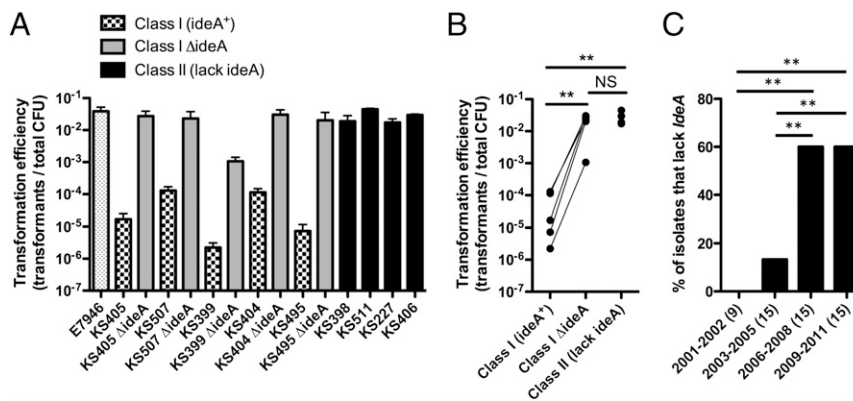 A
Class I (ideA+)
Class I ΔideA
Class II (lack ideA)
Transformation efficiency
(transformants / total CFU)
10-1
10-2
10-3
10-4
10-5
10-6
10-7
E7946
KS405
KS405 ΔideA
KS507
KS507 ΔideA
KS399
KS399 ΔideA
KS404
KS404 ΔideA
KS495
KS495 ΔideA
KS398
KS511
KS227
KS406
B
**
**
NS
Transformation efficiency
(transformants / total CFU)
10-1
10-2
10-3
10-4
10-5
10-6
10-7
Class I (ideA+)
Class I ΔideA
Class II (lack ideA)
C
**
**
**
**
% of isolates that lack IdeA
80
60
40
20
0
2001-2002 (9)
2003-2005 (15)
2006-2008 (15)
2009-2011 (15)